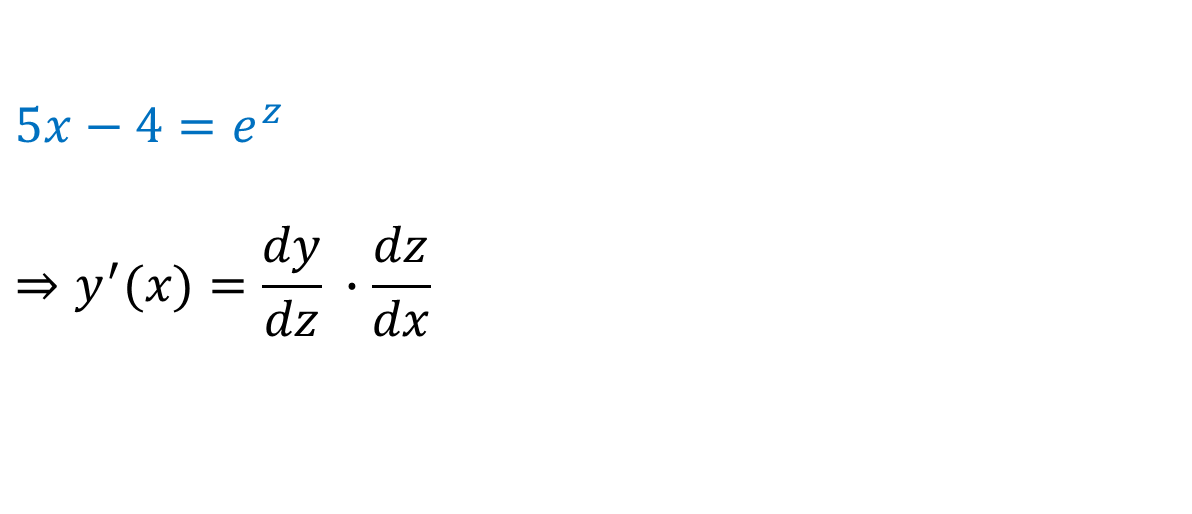 5x − 4 = e^z
⇒ y′(x) = dy/dz · dz/dx